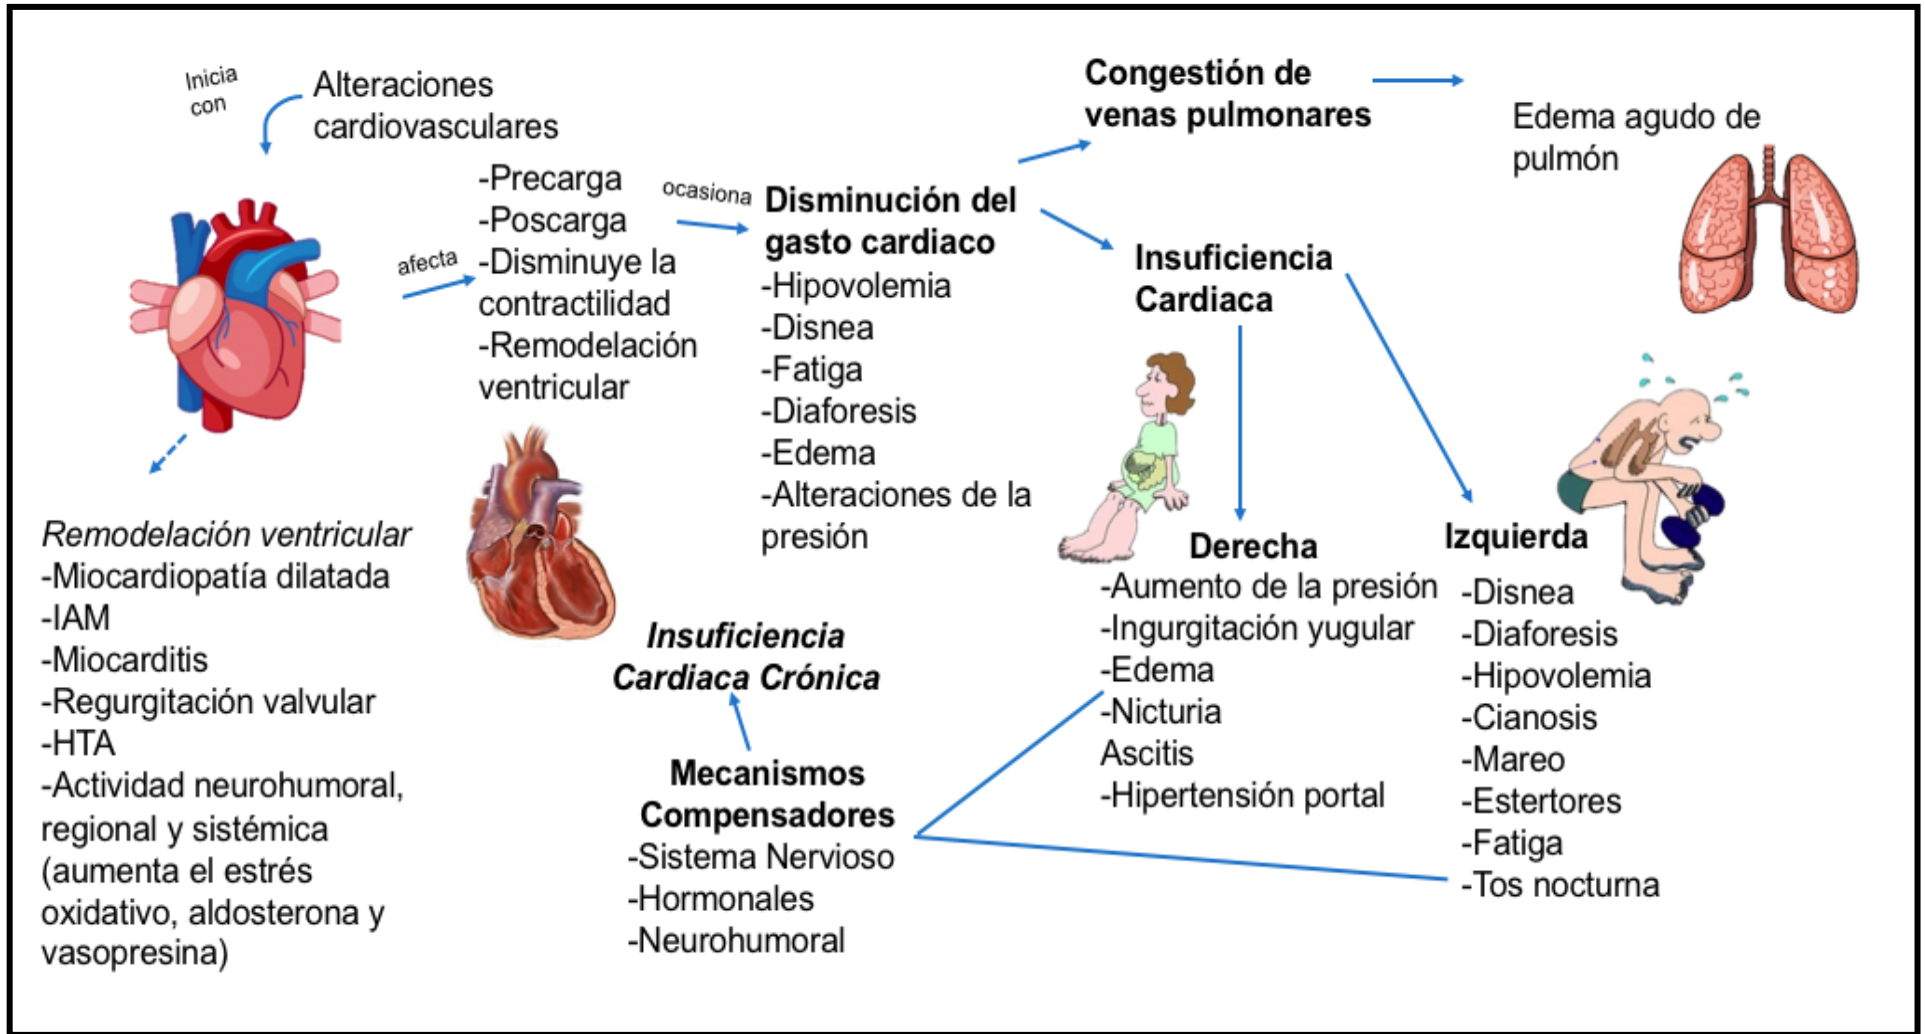 Inicia
con
Alteraciones
cardiovasculares
afecta
-Precarga
-Poscarga
-Disminuye la
contractilidad
-Remodelación
ventricular
ocasiona
Disminución del
gasto cardiaco
-Hipovolemia
-Disnea
-Fatiga
-Diaforesis
-Edema
-Alteraciones de la
presión
Congestión de
venas pulmonares
Edema agudo de
pulmón
Insuficiencia
Cardiaca
Derecha
-Aumento de la presión
-Ingurgitación yugular
-Edema
-Nicturia
Ascitis
-Hipertensión portal
Izquierda
-Disnea
-Diaforesis
-Hipovolemia
-Cianosis
-Mareo
-Estertores
-Fatiga
-Tos nocturna
Remodelación ventricular
-Miocardiopatía dilatada
-IAM
-Miocarditis
-Regurgitación valvular
-HTA
-Actividad neurohumoral,
regional y sistémica
(aumenta el estrés
oxidativo, aldosterona y
vasopresina)
Insuficiencia
Cardiaca Crónica
Mecanismos
Compensadores
-Sistema Nervioso
-Hormonales
-Neurohumoral